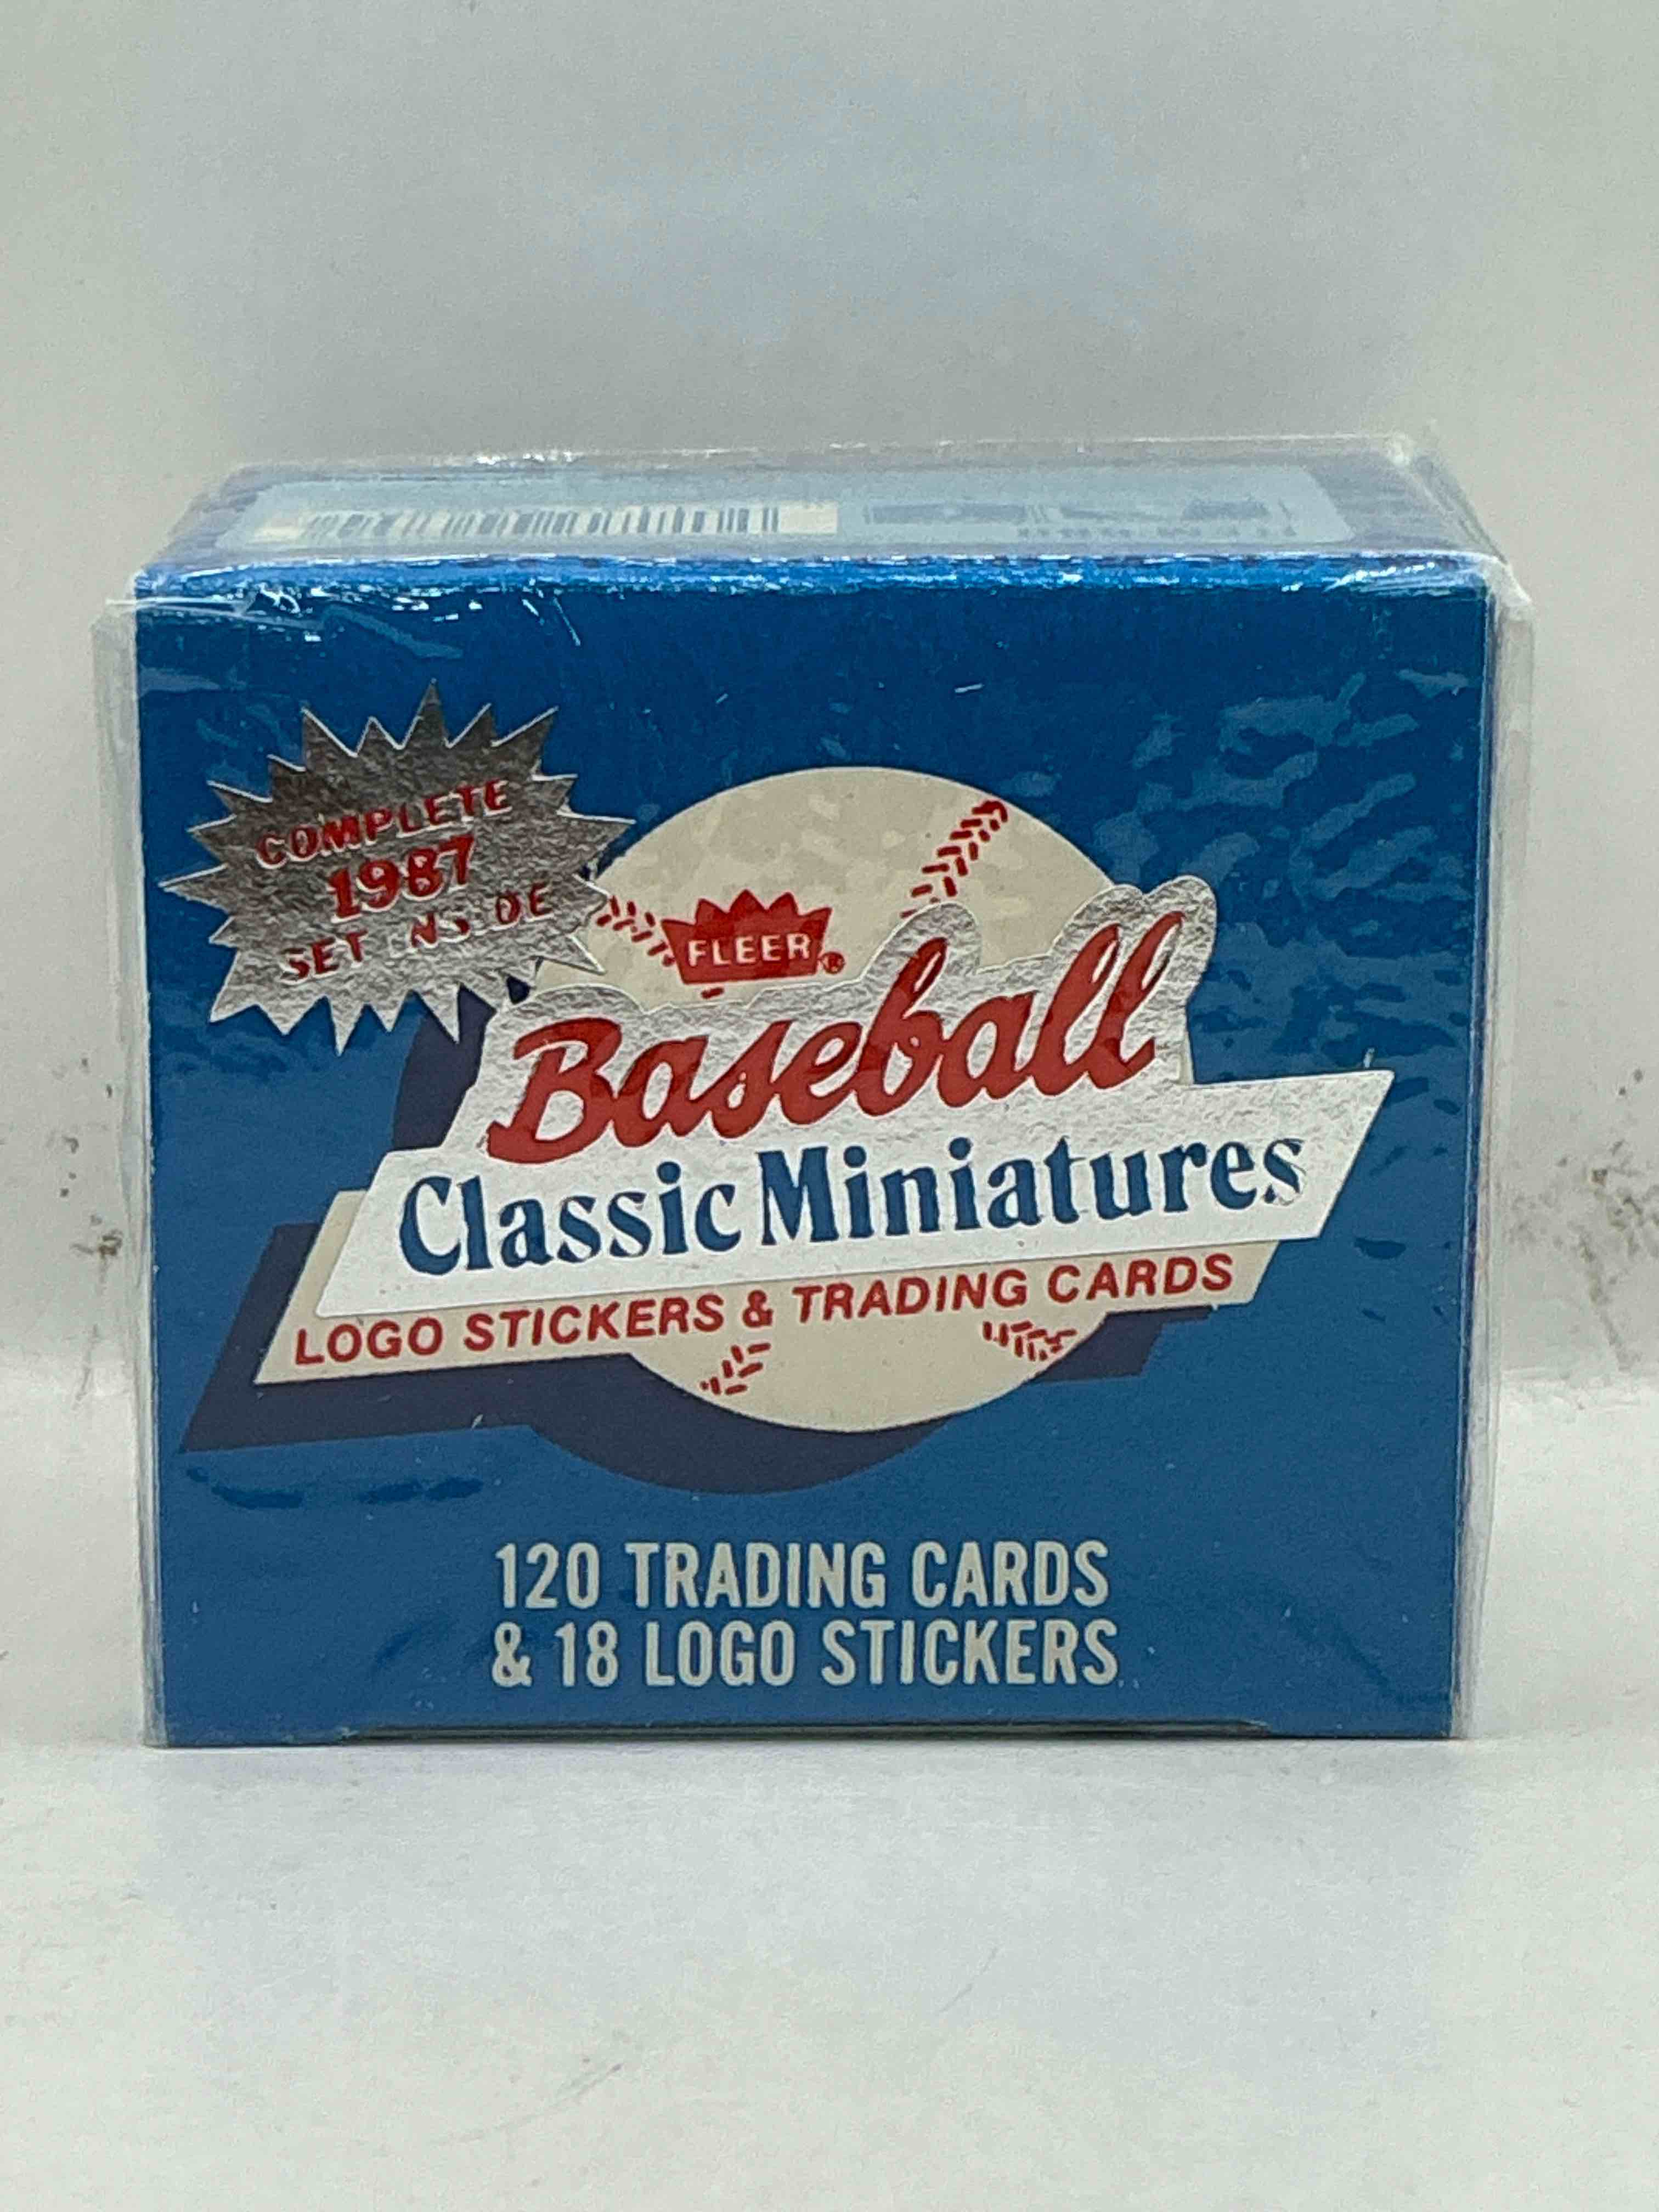 COMPLETE
1987
SET INSIDE
FLEER®
Baseball
Classic Miniatures
LOGO STICKERS & TRADING CARDS
120 TRADING CARDS
& 18 LOGO STICKERS